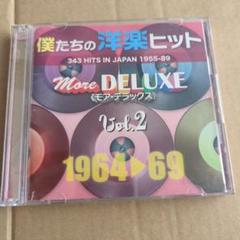 僕たちの洋楽ヒット
343 HITS IN JAPAN 1955-89
More DELUXE
《モア・デラックス》
Vol.2
1964▶69